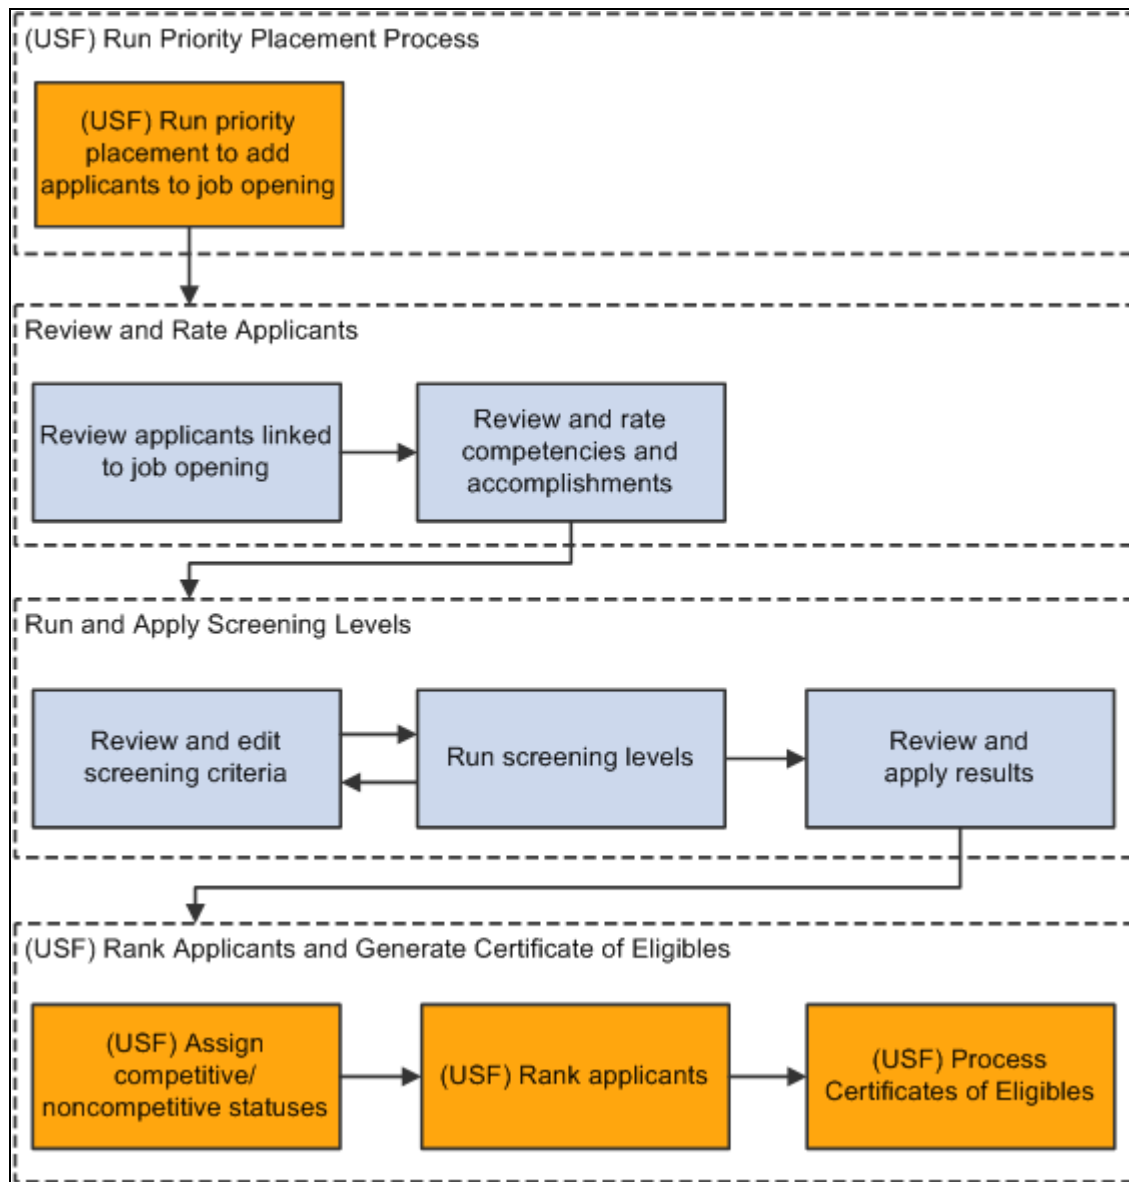 (USF) Run Priority Placement Process
(USF) Run priority
placement to add
applicants to job opening
Review and Rate Applicants
Review applicants linked
to job opening
Review and rate
competencies and
accomplishments
Run and Apply Screening Levels
Review and edit
screening criteria
Run screening levels
Review and
apply results
(USF) Rank Applicants and Generate Certificate of Eligibles
(USF) Assign
competitive/
noncompetitive statuses
(USF) Rank applicants
(USF) Process
Certificates of Eligibles